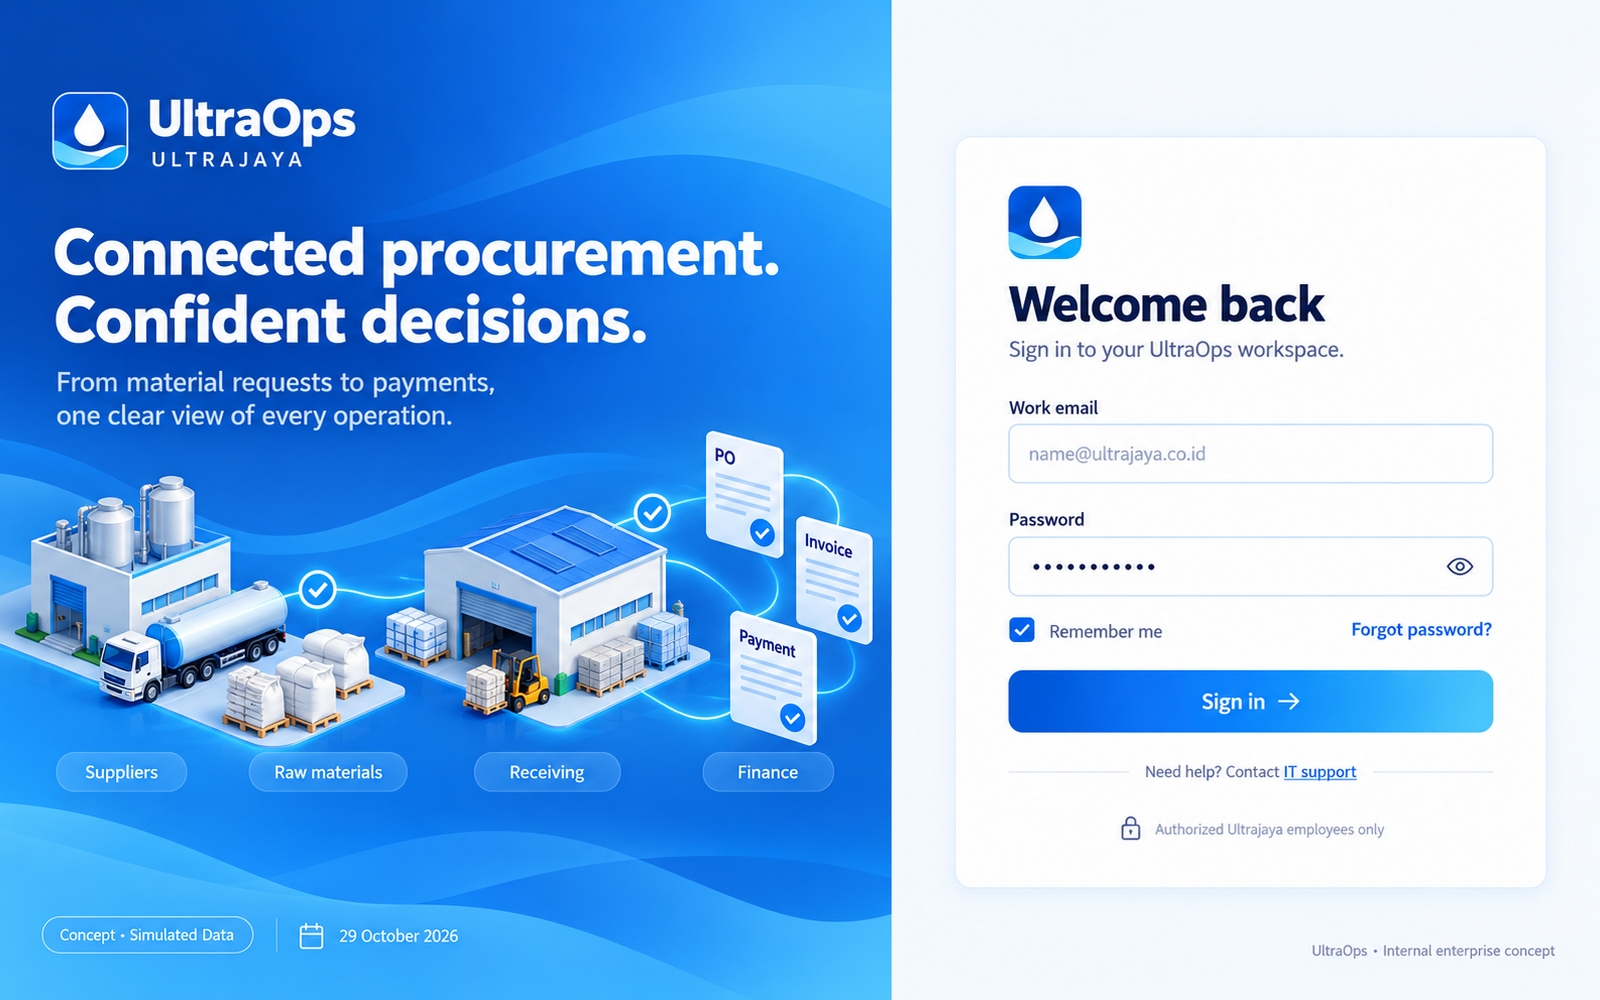 UltraOps
ULTRAJAYA
Connected procurement.
Confident decisions.
From material requests to payments,
one clear view of every operation.
PO
Invoice
Payment
Suppliers
Raw materials
Receiving
Finance
Concept • Simulated Data
29 October 2026
Welcome back
Sign in to your UltraOps workspace.
Work email
name@ultrajaya.co.id
Password
•••••••••••
Remember me
Forgot password?
Sign in →
Need help? Contact IT support
Authorized Ultrajaya employees only
UltraOps • Internal enterprise concept